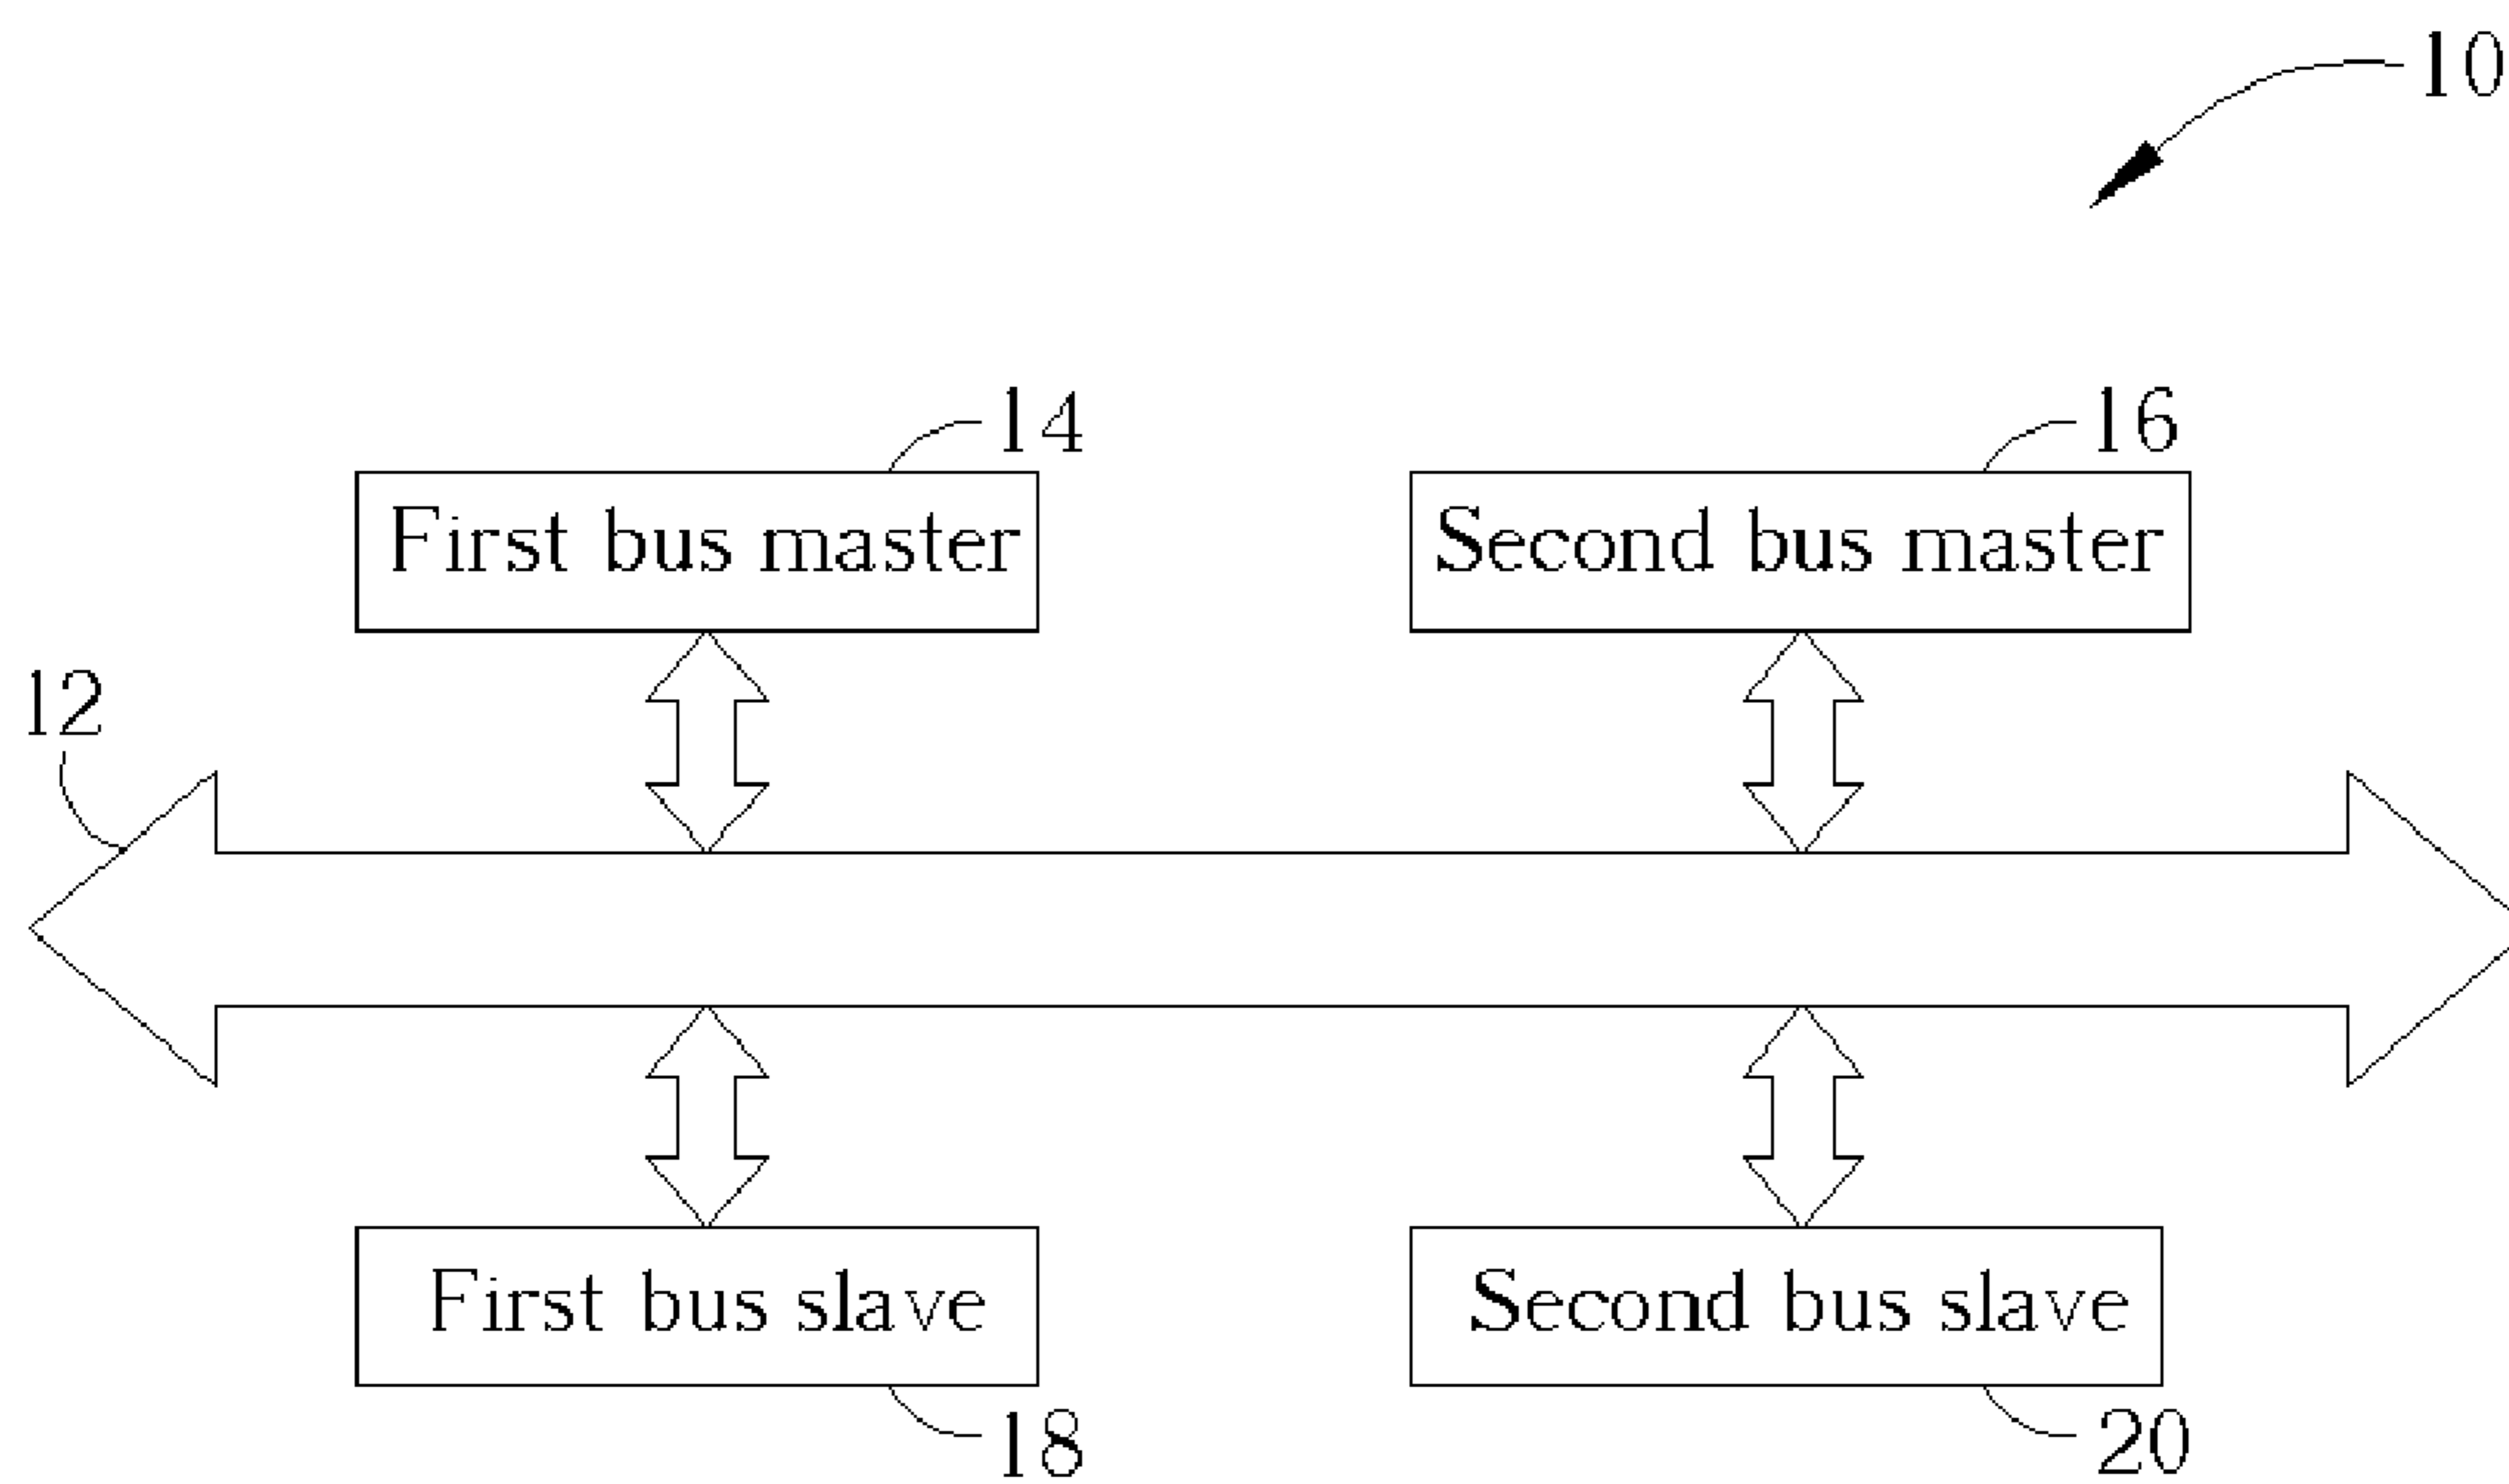 10
14
16
First bus master
Second bus master
12
First bus slave
Second bus slave
18
20